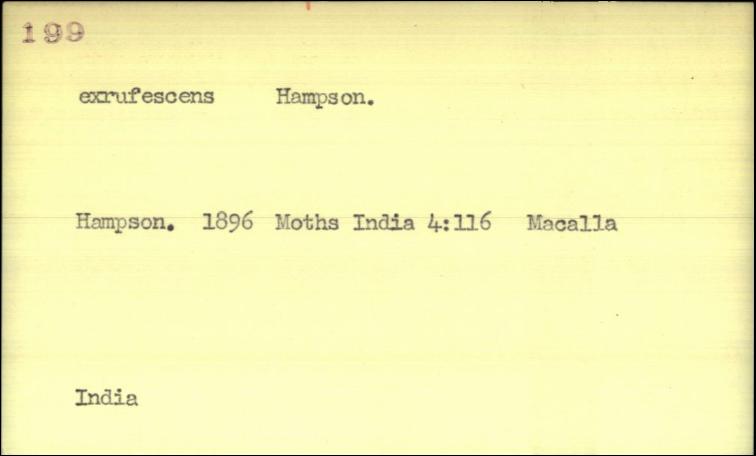 199
exrufescens Hampson.
Hampson. 1896 Moths India 4:116 Macalla
India